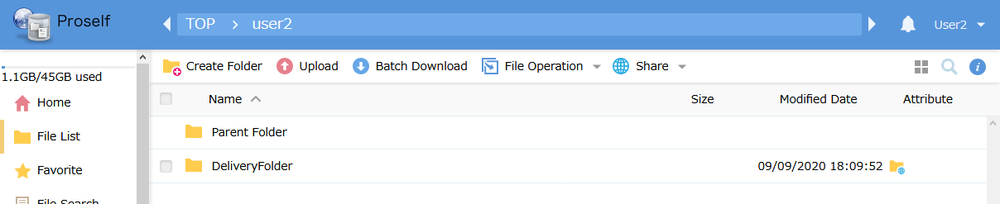 Proself
TOP > user2
User2
1.1GB/45GB used
Home
File List
Favorite
File Search
Create Folder Upload Batch Download File Operation Share
Name Size Modified Date Attribute
Parent Folder
DeliveryFolder 09/09/2020 18:09:52